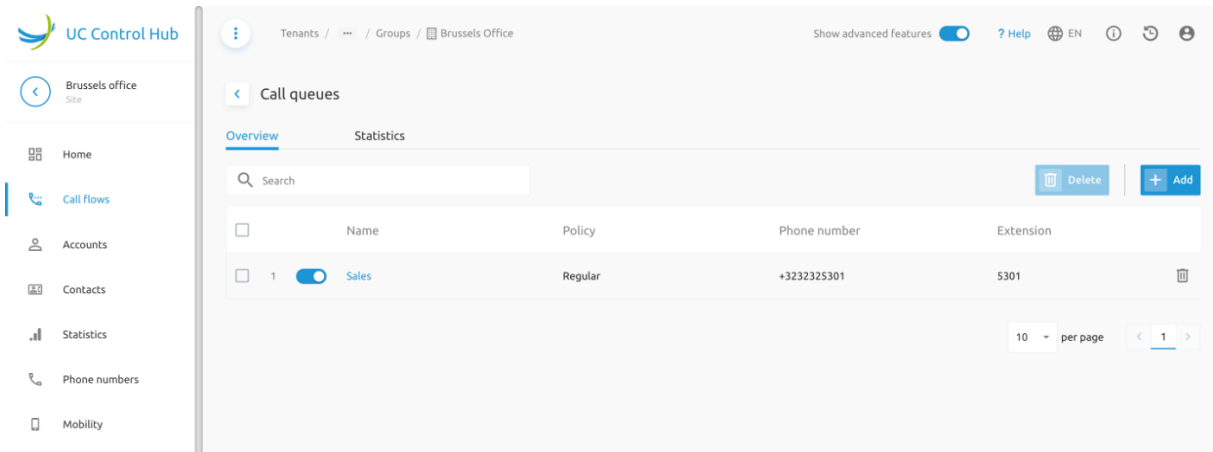 UC Control Hub
Tenants / ··· / Groups / Brussels Office
Show advanced features
? Help
EN
Brussels office
Site
Call queues
Overview
Statistics
Home
Call flows
Accounts
Contacts
Statistics
Phone numbers
Mobility
Search
Delete
+ Add
Name Policy Phone number Extension
1 Sales Regular +3232325301 5301
10 per page < 1 >